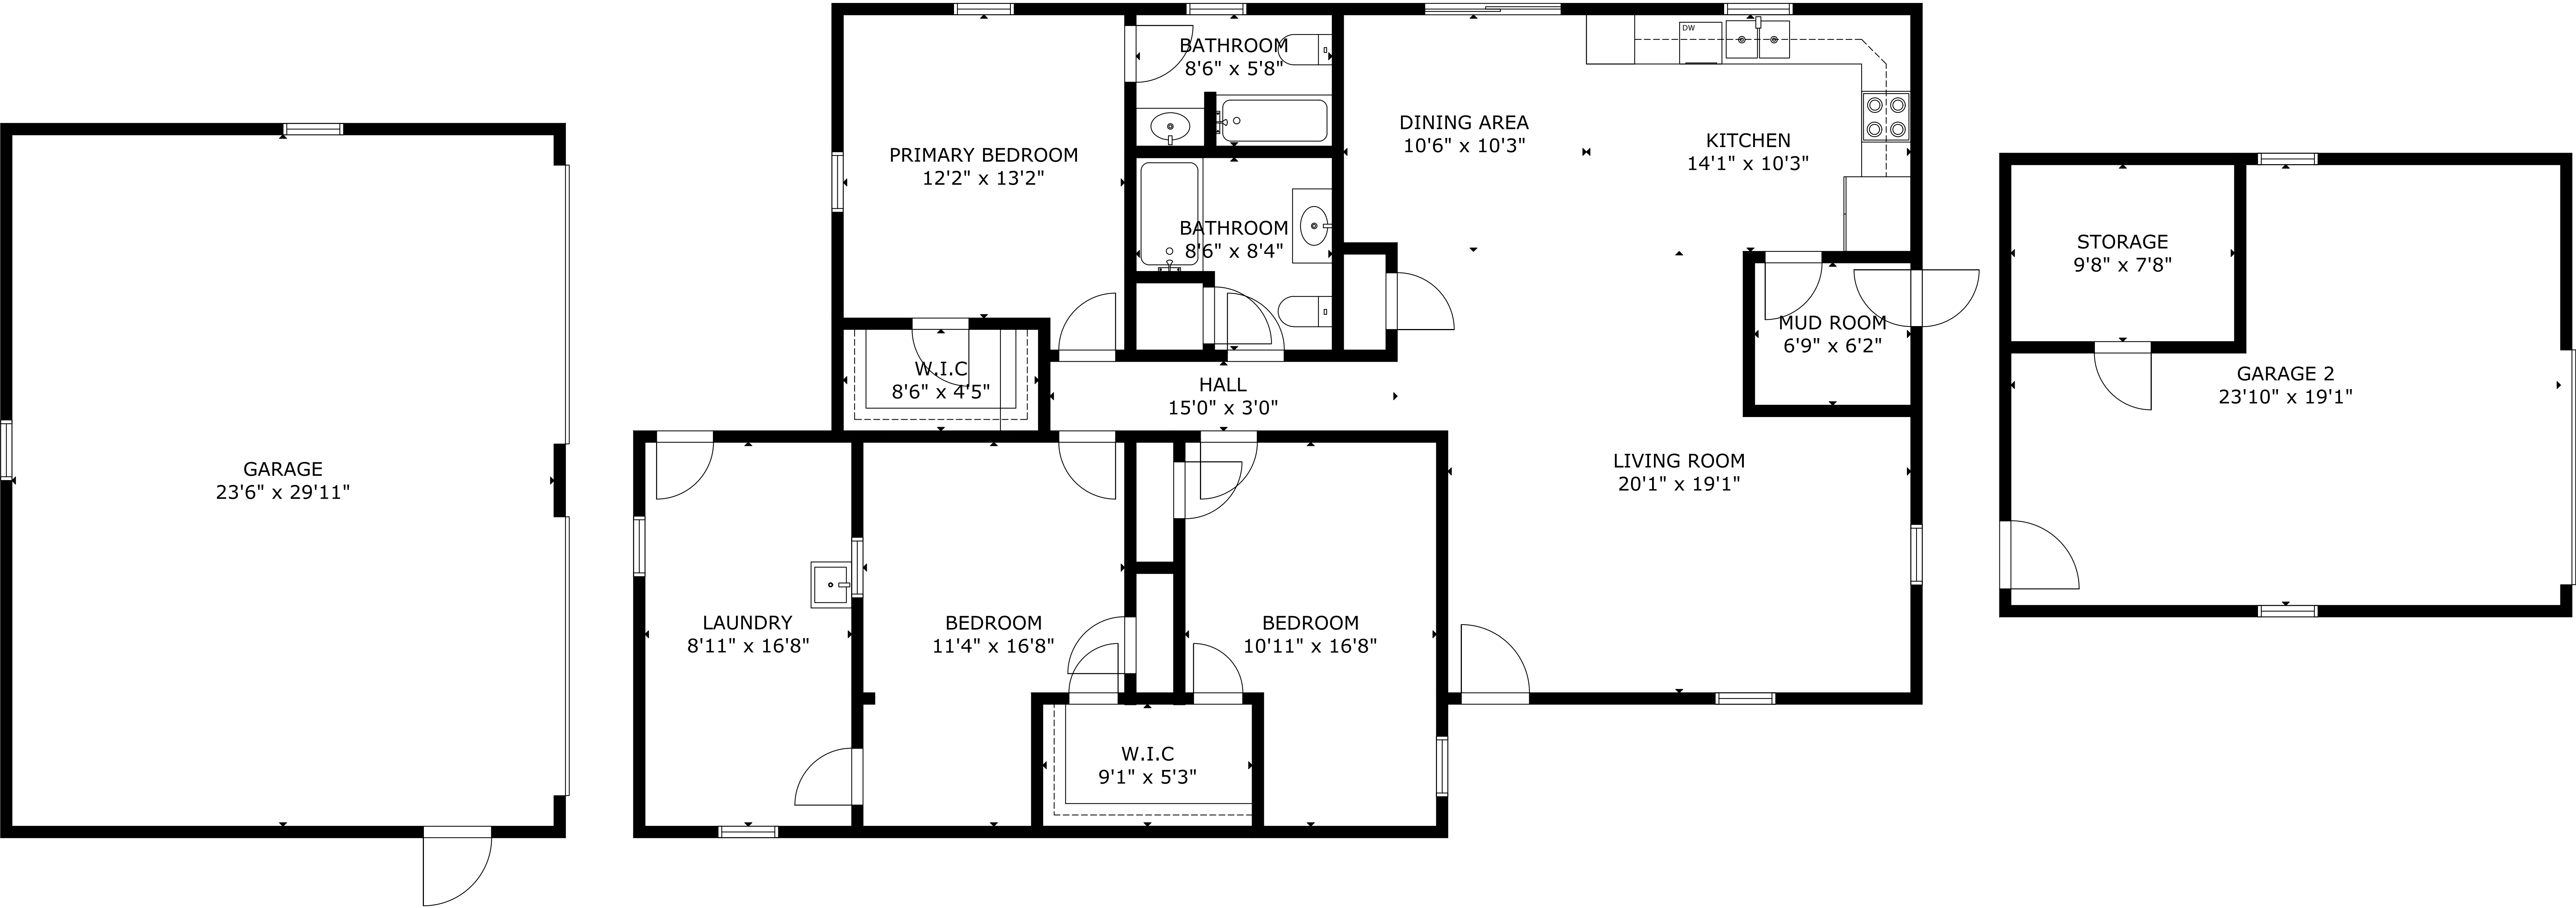 GARAGE
23'6" x 29'11"
PRIMARY BEDROOM
12'2" x 13'2"
BATHROOM
8'6" x 5'8"
BATHROOM
8'6" x 8'4"
DINING AREA
10'6" x 10'3"
DW
KITCHEN
14'1" x 10'3"
MUD ROOM
6'9" x 6'2"
W.I.C
8'6" x 4'5"
HALL
15'0" x 3'0"
LIVING ROOM
20'1" x 19'1"
LAUNDRY
8'11" x 16'8"
BEDROOM
11'4" x 16'8"
BEDROOM
10'11" x 16'8"
W.I.C
9'1" x 5'3"
STORAGE
9'8" x 7'8"
GARAGE 2
23'10" x 19'1"